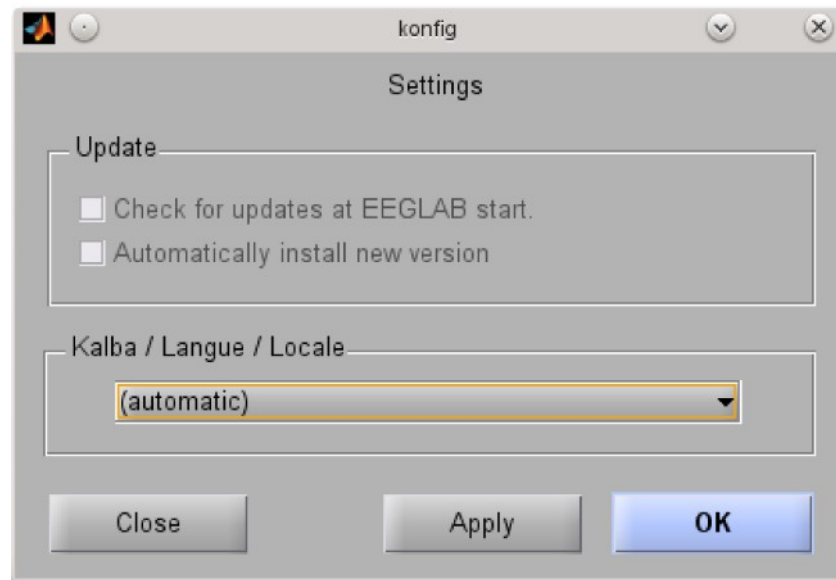 konfig
Settings
Update
Check for updates at EEGLAB start.
Automatically install new version
Kalba / Langue / Locale
(automatic)
Close Apply OK